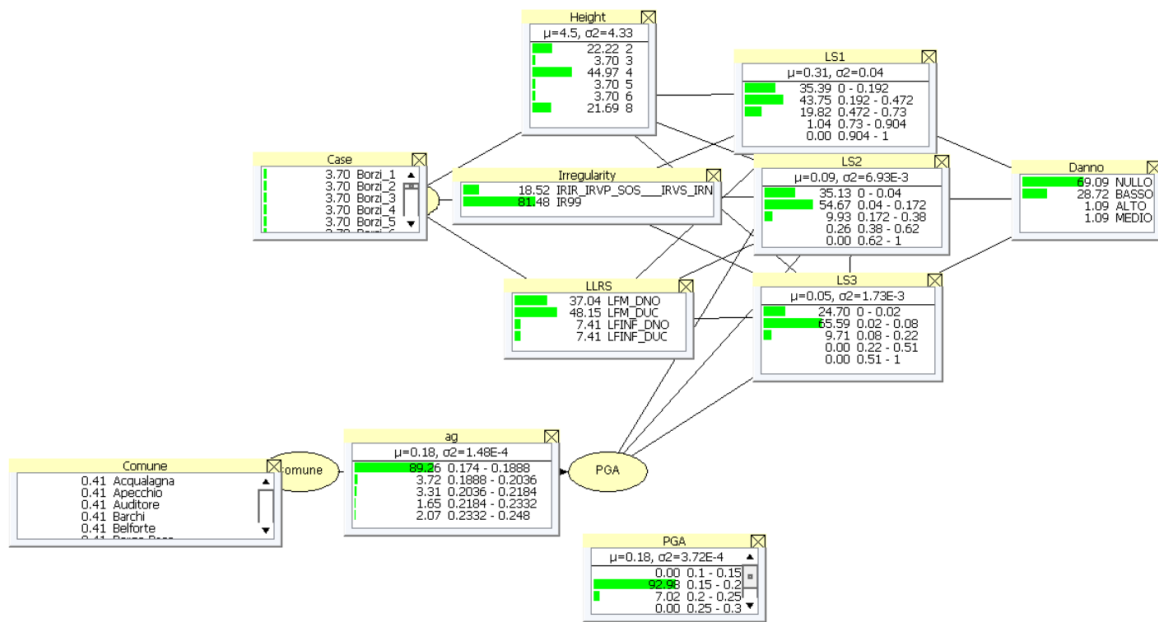 Height
μ=4.5, σ2=4.33
22.22 2
3.70 3
44.97 4
3.70 5
3.70 6
21.69 8
LS1
μ=0.31, σ2=0.04
35.39 0 - 0.192
43.75 0.192 - 0.472
19.82 0.472 - 0.73
1.04 0.73 - 0.904
0.00 0.904 - 1
Case
3.70 Borzi_1
3.70 Borzi_2
3.70 Borzi_3
3.70 Borzi_4
3.70 Borzi_5
Irregularity
18.52 IRIR_IRVP_SOS___IRVS_IRN
81.48 IR99
LS2
μ=0.09, σ2=6.93E-3
35.13 0 - 0.04
54.67 0.04 - 0.172
9.93 0.172 - 0.38
0.26 0.38 - 0.62
0.00 0.62 - 1
Danno
69.09 NULLO
28.72 BASSO
1.09 ALTO
1.09 MEDIO
LLRS
37.04 LFM_DNO
48.15 LFM_DUC
7.41 LFINF_DNO
7.41 LFINF_DUC
LS3
μ=0.05, σ2=1.73E-3
24.70 0 - 0.02
65.59 0.02 - 0.08
9.71 0.08 - 0.22
0.00 0.22 - 0.51
0.00 0.51 - 1
Comune
0.41 Acqualagna
0.41 Apecchio
0.41 Auditore
0.41 Barchi
0.41 Belforte
omune
ag
μ=0.18, σ2=1.48E-4
89.26 0.174 - 0.1888
3.72 0.1888 - 0.2036
3.31 0.2036 - 0.2184
1.65 0.2184 - 0.2332
2.07 0.2332 - 0.248
PGA
PGA
μ=0.18, σ2=3.72E-4
0.00 0.1 - 0.15
92.98 0.15 - 0.2
7.02 0.2 - 0.25
0.00 0.25 - 0.3